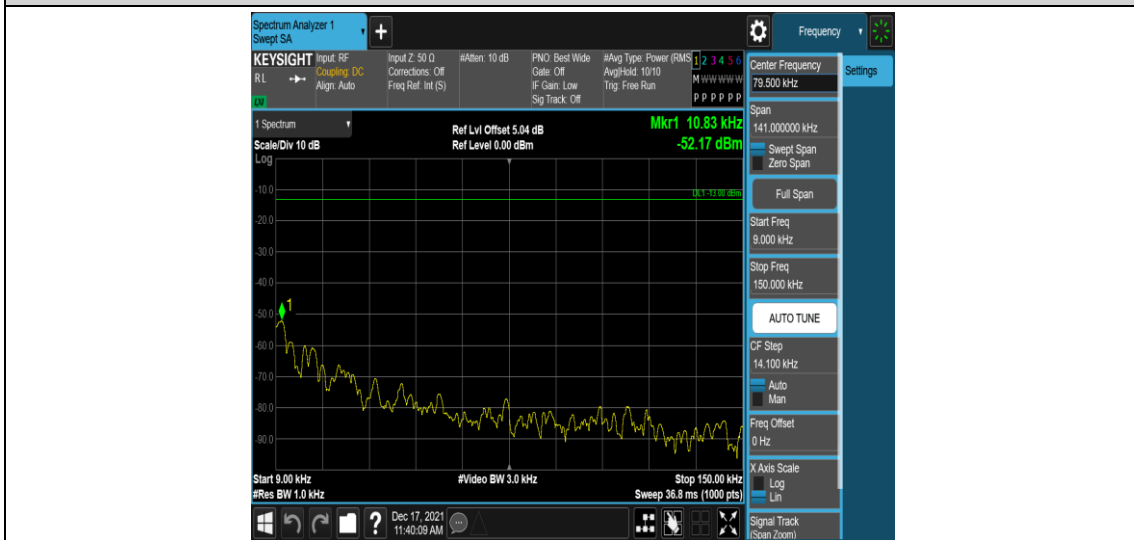 Spectrum Analyzer 1
Swept SA
+
Frequency
KEYSIGHT
RL
LXI
Input: RF
Coupling: DC
Align: Auto
Input Z: 50 Ω
Corrections: Off
Freq Ref: Int (S)
#Atten: 10 dB
PNO: Best Wide
Gate: Off
IF Gain: Low
Sig Track: Off
#Avg Type: Power (RMS
Avg|Hold: 10/10
Trig: Free Run
1 2 3 4 5 6
M W W W W W
P P P P P P
1 Spectrum
Scale/Div 10 dB
Ref Lvl Offset 5.04 dB
Ref Level 0.00 dBm
Mkr1 10.83 kHz
-52.17 dBm
Log
DL1 -13.00 dBm
-10.0
-20.0
-30.0
-40.0
-50.0
-60.0
-70.0
-80.0
-90.0
1
Start 9.00 kHz
#Res BW 1.0 kHz
#Video BW 3.0 kHz
Stop 150.00 kHz
Sweep 36.8 ms (1000 pts)
Center Frequency
79.500 kHz
Settings
Span
141.000000 kHz
Swept Span
Zero Span
Full Span
Start Freq
9.000 kHz
Stop Freq
150.000 kHz
AUTO TUNE
CF Step
14.100 kHz
Auto
Man
Freq Offset
0 Hz
X Axis Scale
Log
Lin
Signal Track
(Span Zoom)
?
Dec 17, 2021
11:40:09 AM